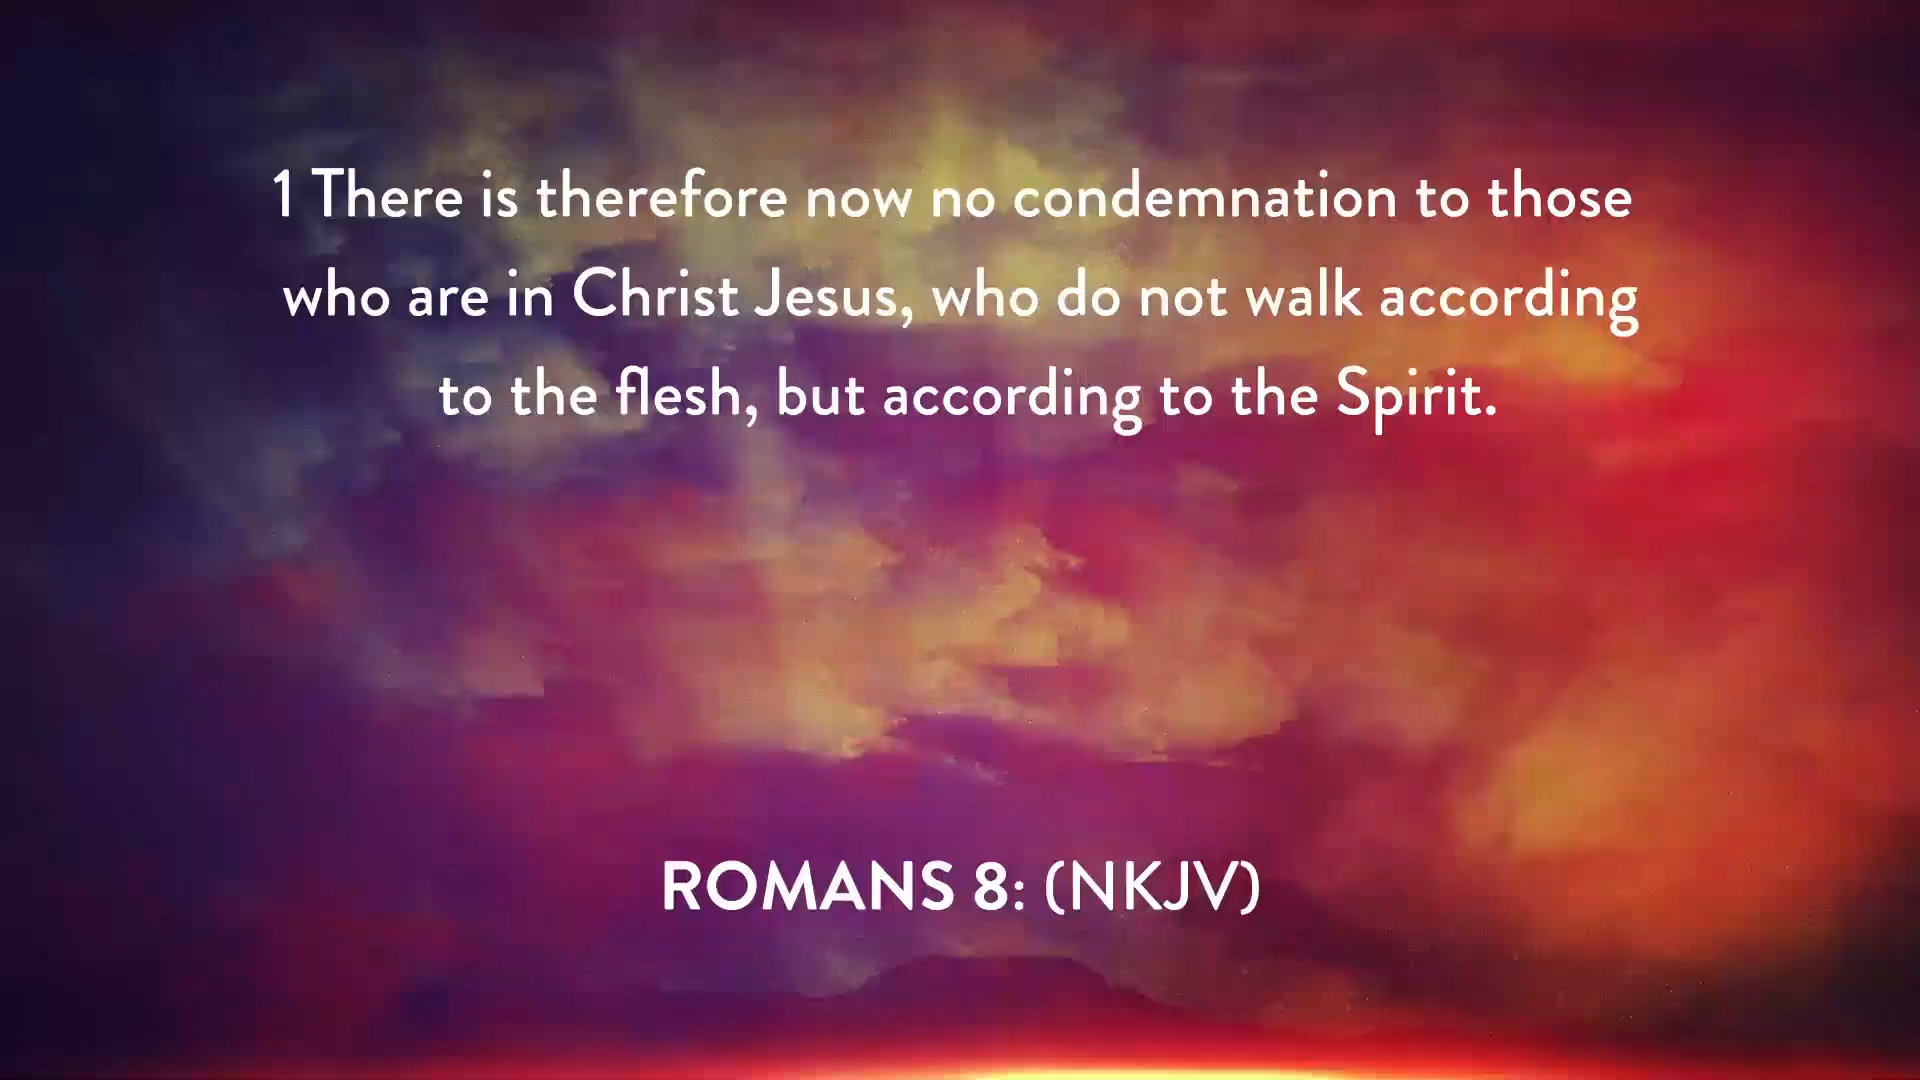 1 There is therefore now no condemnation to those
who are in Christ Jesus, who do not walk according
to the flesh, but according to the Spirit.
ROMANS 8: (NKJV)